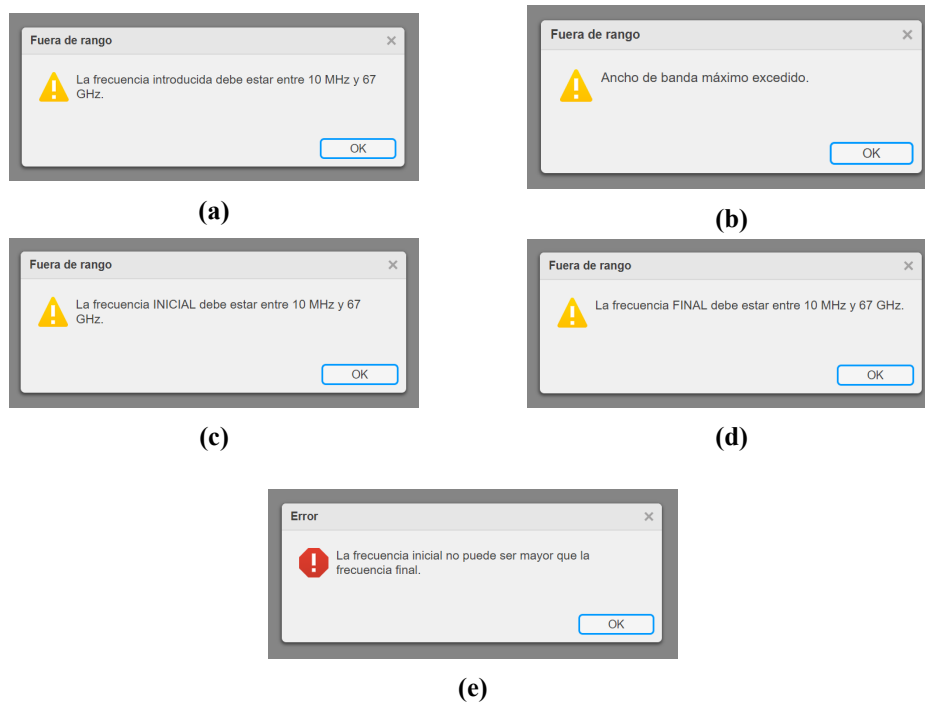 Fuera de rango
La frecuencia introducida debe estar entre 10 MHz y 67
GHz.
OK
(a)
Fuera de rango
Ancho de banda máximo excedido.
OK
(b)
Fuera de rango
La frecuencia INICIAL debe estar entre 10 MHz y 67
GHz.
OK
(c)
Fuera de rango
La frecuencia FINAL debe estar entre 10 MHz y 67 GHz.
OK
(d)
Error
La frecuencia inicial no puede ser mayor que la
frecuencia final.
OK
(e)